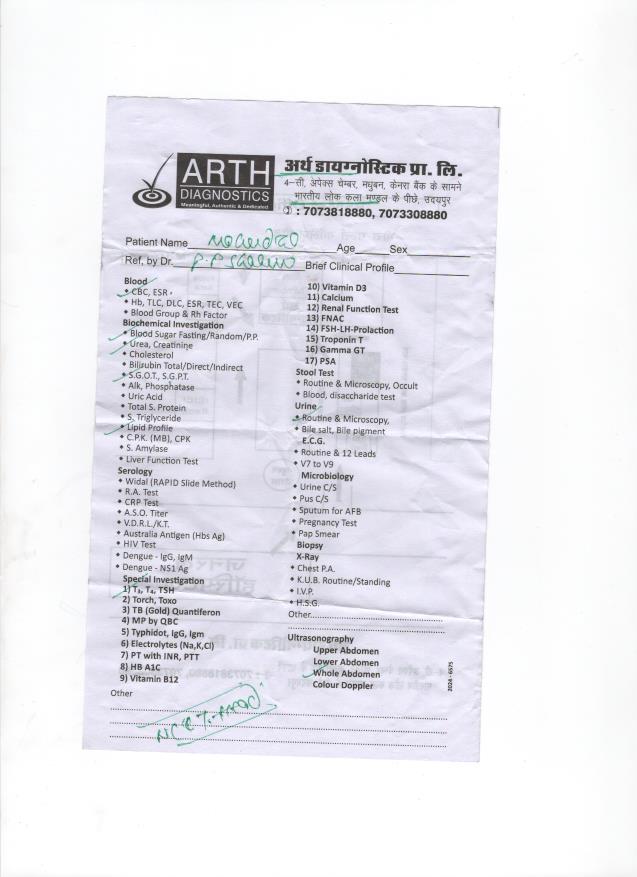 ARTH
DIAGNOSTICS
Meaningful, Authentic & Dedicated
अर्थ डायग्नोस्टिक प्रा. लि.
4-सी, अपेक्स चेम्बर, मधुबन, केनरा बैंक के सामने
भारतीय लोक कला मण्डल के पीछे, उदयपुर
: 7073818880, 7073308880
Patient Name Age Sex
Ref, by Dr. P.P Brief Clinical Profile
Blood
CBC, ESR
Hb, TLC, DLC, ESR, TEC, VEC
Blood Group & Rh Factor
Biochemical Investigation
Blood Sugar Fasting/Random/P.P.
Urea, Creatinine
Cholesterol
Bilirubin Total/Direct/Indirect
S.G.O.T., S.G.P.T.
Alk, Phosphatase
Uric Acid
Total S. Protein
S. Triglyceride
Lipid Profile
C.P.K. (MB), CPK
S. Amylase
Liver Function Test
Serology
Widal (RAPID Slide Method)
R.A. Test
CRP Test
A.S.O. Titer
V.D.R.L./K.T.
Australia Antigen (Hbs Ag)
HIV Test
Dengue - IgG, IgM
Dengue - NS1 Ag
Special Investigation
1) T₃, T₄, TSH
2) Torch, Toxo
3) TB (Gold) Quantiferon
4) MP by QBC
5) Typhidot, IgG, Igm
6) Electrolytes (Na,K,Cl)
7) PT with INR, PTT
8) HB A1C
9) Vitamin B12
Other
10) Vitamin D3
11) Calcium
12) Renal Function Test
13) FNAC
14) FSH-LH-Prolaction
15) Troponin T
16) Gamma GT
17) PSA
Stool Test
Routine & Microscopy, Occult
Blood, disaccharide test
Urine
Routine & Microscopy,
Bile salt, Bile pigment
E.C.G.
Routine & 12 Leads
V7 to V9
Microbiology
Urine C/S
Pus C/S
Sputum for AFB
Pregnancy Test
Pap Smear
Biopsy
X-Ray
Chest P.A.
K.U.B. Routine/Standing
I.V.P.
H.S.G.
Other
Ultrasonography
Upper Abdomen
Lower Abdomen
Whole Abdomen
Colour Doppler
2024 - 6575